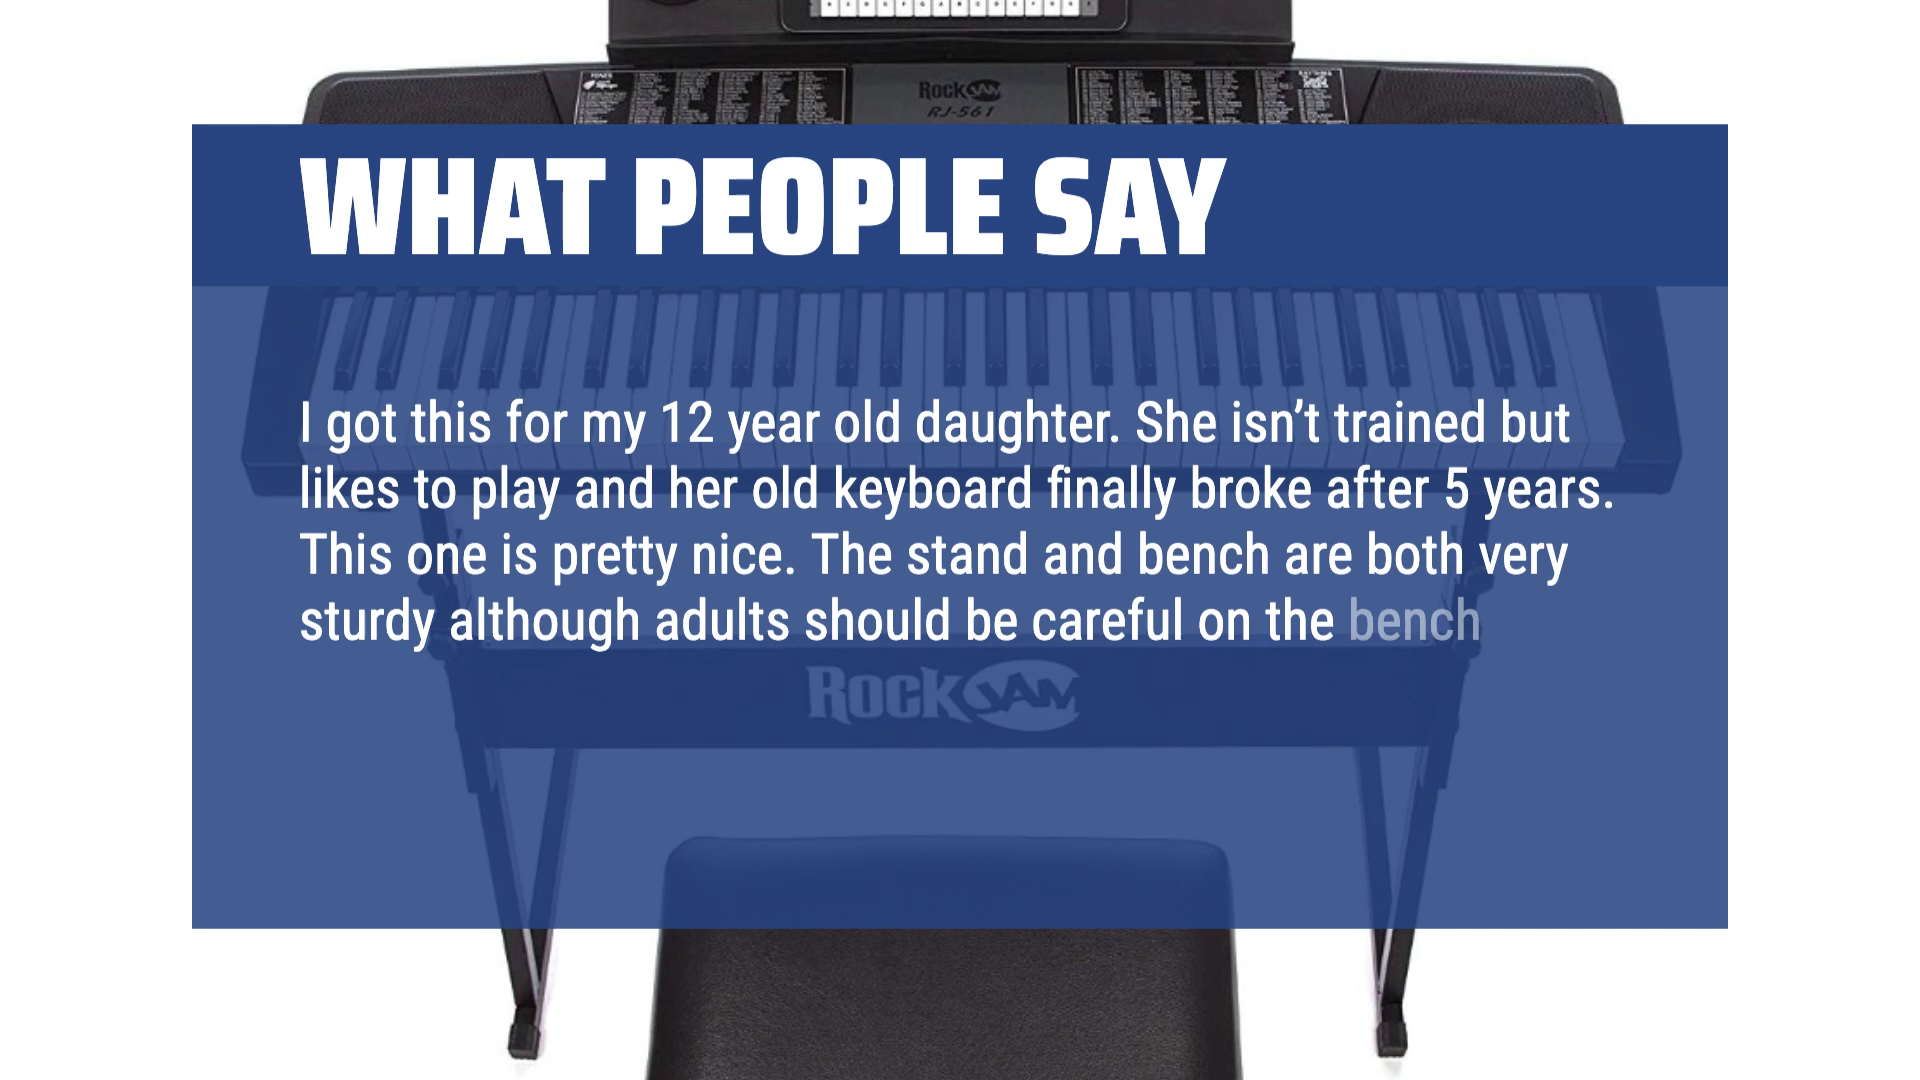 RockJAM
RJ-561
WHAT PEOPLE SAY
I got this for my 12 year old daughter. She isn’t trained but
likes to play and her old keyboard finally broke after 5 years.
This one is pretty nice. The stand and bench are both very
sturdy although adults should be careful on the bench
RockJAM